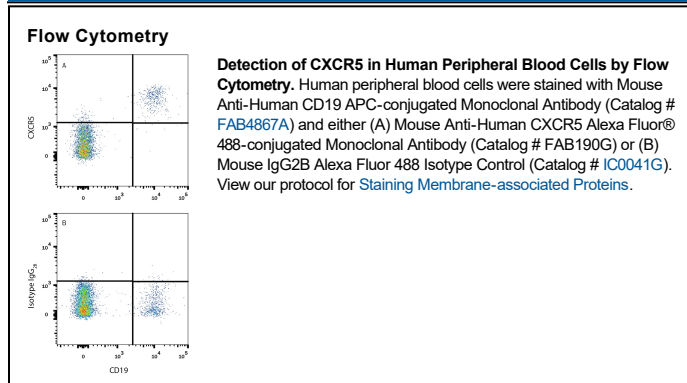 Flow Cytometry
10⁵
A
10⁴
CXCR5
10³
0
0 10³ 10⁴ 10⁵
10⁵
B
10⁴
Isotype IgG₂B
10³
0
0 10³ 10⁴ 10⁵
CD19
Detection of CXCR5 in Human Peripheral Blood Cells by Flow
Cytometry. Human peripheral blood cells were stained with Mouse
Anti-Human CD19 APC-conjugated Monoclonal Antibody (Catalog #
FAB4867A) and either (A) Mouse Anti-Human CXCR5 Alexa Fluor®
488-conjugated Monoclonal Antibody (Catalog # FAB190G) or (B)
Mouse IgG2B Alexa Fluor 488 Isotype Control (Catalog # IC0041G).
View our protocol for Staining Membrane-associated Proteins.